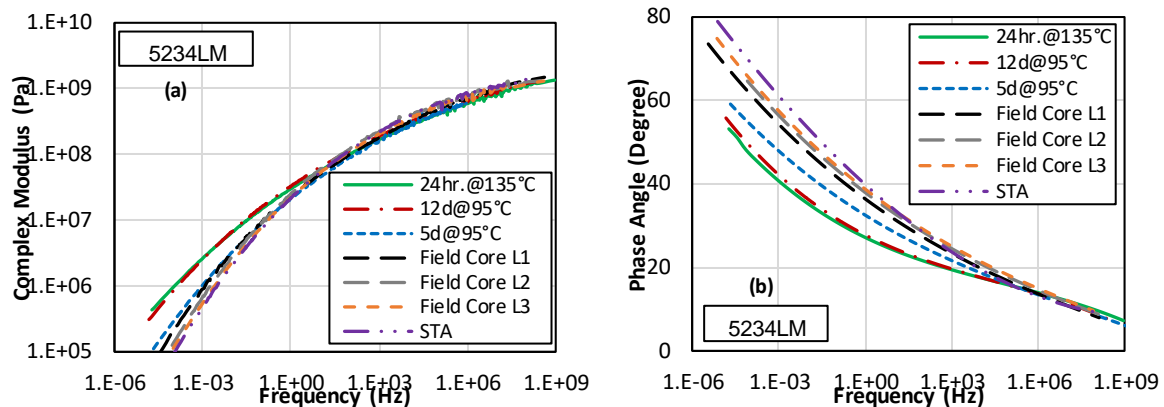 1.E+10
1.E+09
1.E+08
1.E+07
1.E+06
1.E+05
Complex Modulus (Pa)
5234LM
(a)
24hr.@135°C
12d@95°C
5d@95°C
Field Core L1
Field Core L2
Field Core L3
STA
1.E-06 1.E-03 1.E+00 1.E+03 1.E+06 1.E+09
Frequency (Hz)
80
60
40
20
0
Phase Angle (Degree)
24hr.@135°C
12d@95°C
5d@95°C
Field Core L1
Field Core L2
Field Core L3
STA
(b)
5234LM
1.E-06 1.E-03 1.E+00 1.E+03 1.E+06 1.E+09
Frequency (Hz)